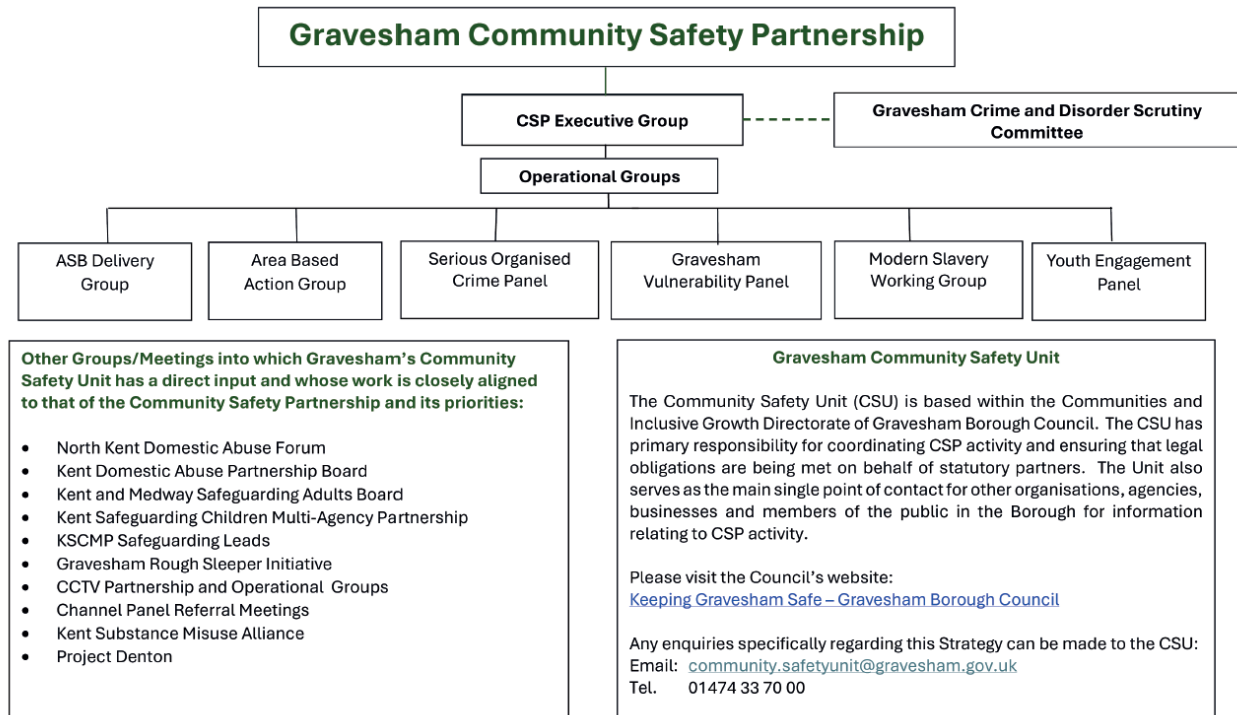 Gravesham Community Safety Partnership
CSP Executive Group
Gravesham Crime and Disorder Scrutiny
Committee
Operational Groups
ASB Delivery
Group
Area Based
Action Group
Serious Organised
Crime Panel
Gravesham
Vulnerability Panel
Modern Slavery
Working Group
Youth Engagement
Panel
Other Groups/Meetings into which Gravesham's Community
Safety Unit has a direct input and whose work is closely aligned
to that of the Community Safety Partnership and its priorities:
• North Kent Domestic Abuse Forum
• Kent Domestic Abuse Partnership Board
• Kent and Medway Safeguarding Adults Board
• Kent Safeguarding Children Multi-Agency Partnership
• KSCMP Safeguarding Leads
• Gravesham Rough Sleeper Initiative
• CCTV Partnership and Operational Groups
• Channel Panel Referral Meetings
• Kent Substance Misuse Alliance
• Project Denton
Gravesham Community Safety Unit
The Community Safety Unit (CSU) is based within the Communities and
Inclusive Growth Directorate of Gravesham Borough Council. The CSU has
primary responsibility for coordinating CSP activity and ensuring that legal
obligations are being met on behalf of statutory partners. The Unit also
serves as the main single point of contact for other organisations, agencies,
businesses and members of the public in the Borough for information
relating to CSP activity.
Please visit the Council's website:
Keeping Gravesham Safe – Gravesham Borough Council
Any enquiries specifically regarding this Strategy can be made to the CSU:
Email: community.safetyunit@gravesham.gov.uk
Tel. 01474 33 70 00